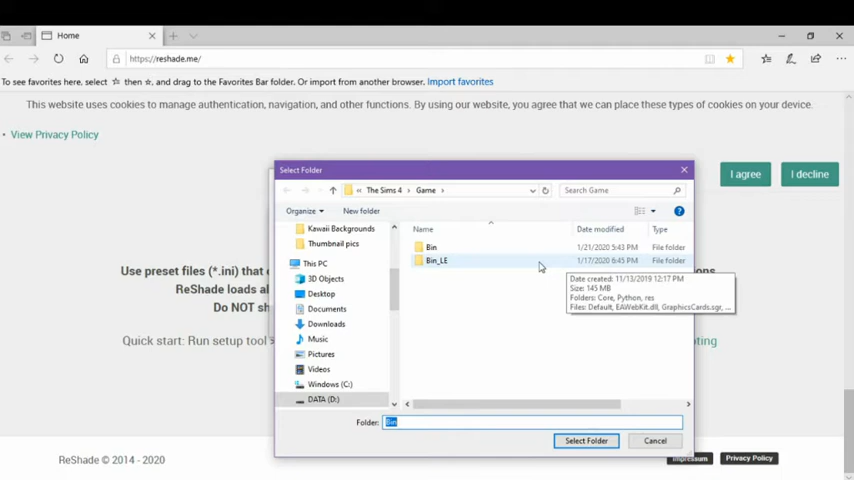 Home
https://reshade.me/
To see favorites here, select ☆ then ☆, and drag to the Favorites Bar folder. Or import from another browser. Import favorites
This website uses cookies to manage authentication, navigation, and other functions. By using our website, you agree that we can place these types of cookies on your device.
• View Privacy Policy
I agree
I decline
Select Folder
« The Sims 4 › Game ›
Search Game
Organize
New folder
Name
Date modified
Type
Kawaii Backgrounds
Thumbnail pics
This PC
3D Objects
Desktop
Documents
Downloads
Music
Pictures
Videos
Windows (C:)
DATA (D:)
Bin
1/21/2020 5:43 PM
File folder
Bin_LE
1/17/2020 6:45 PM
File folder
Date created: 11/13/2019 12:17 PM
Size: 145 MB
Folders: Core, Python, res
Files: Default, EAWebKit.dll, GraphicsCards.sgr, ...
Use preset files (*.ini) that
ReShade loads al
Do NOT sh
Quick start: Run setup tool
Folder:
Bin
Select Folder
Cancel
ReShade © 2014 - 2020
Impressum
Privacy Policy